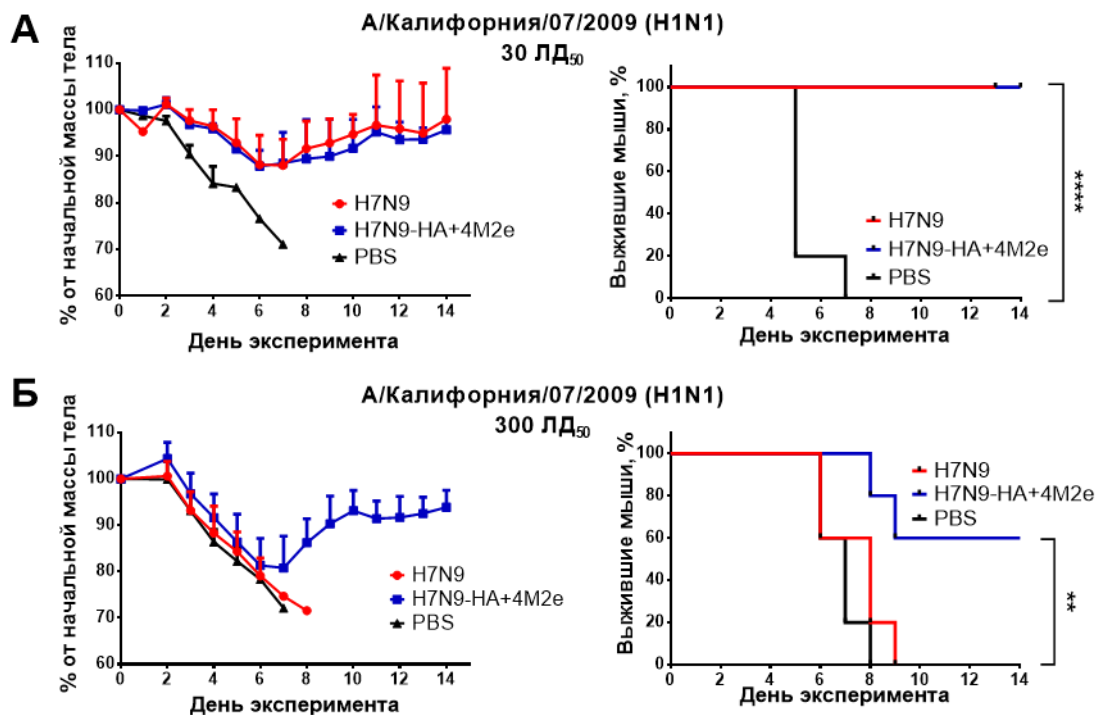 А
А/Калифорния/07/2009 (H1N1)
30 ЛД50
% от начальной массы тела
110
100
90
80
70
60
0 2 4 6 8 10 12 14
День эксперимента
H7N9
H7N9-HA+4M2e
PBS
Выжившие мыши, %
100
80
60
40
20
0
0 2 4 6 8 10 12 14
День эксперимента
H7N9
H7N9-HA+4M2e
PBS
****
Б
А/Калифорния/07/2009 (H1N1)
300 ЛД50
% от начальной массы тела
110
100
90
80
70
60
0 2 4 6 8 10 12 14
День эксперимента
H7N9
H7N9-HA+4M2e
PBS
Выжившие мыши, %
100
80
60
40
20
0
0 2 4 6 8 10 12 14
День эксперимента
H7N9
H7N9-HA+4M2e
PBS
**